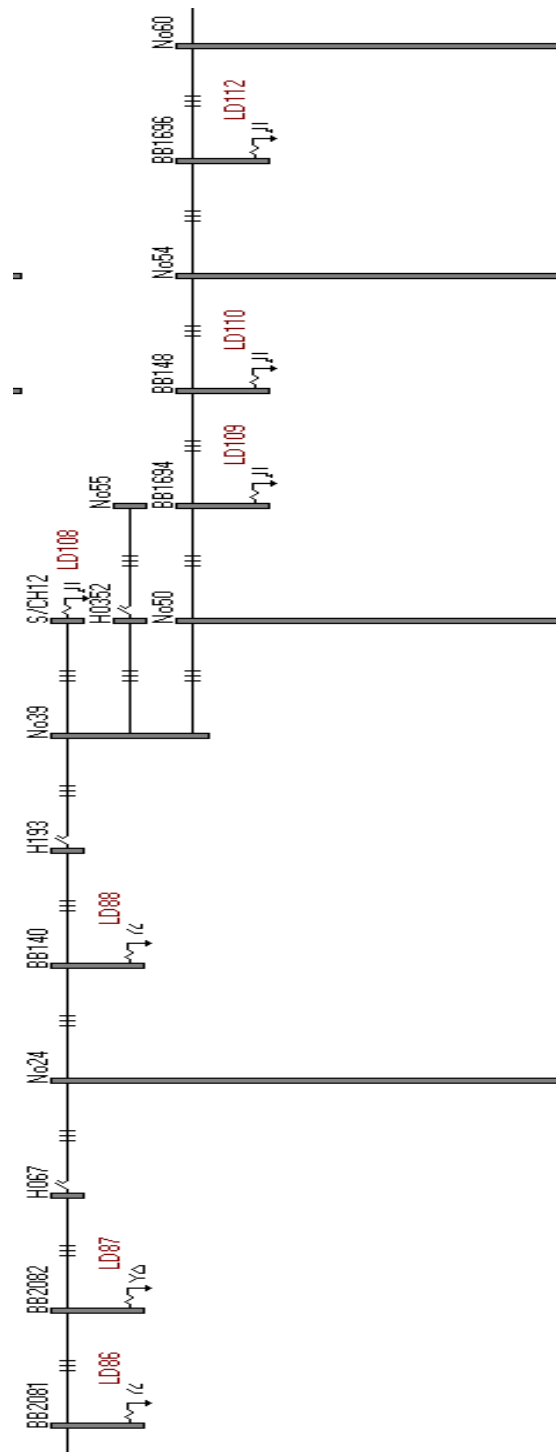 No60
LD112
BB1696
No54
LD110
BB148
LD109
BB1694
No55
LD108
S/CH12
H0352
No50
No39
H193
LD88
BB140
No24
H067
LD87
BB2082
LD86
BB2081